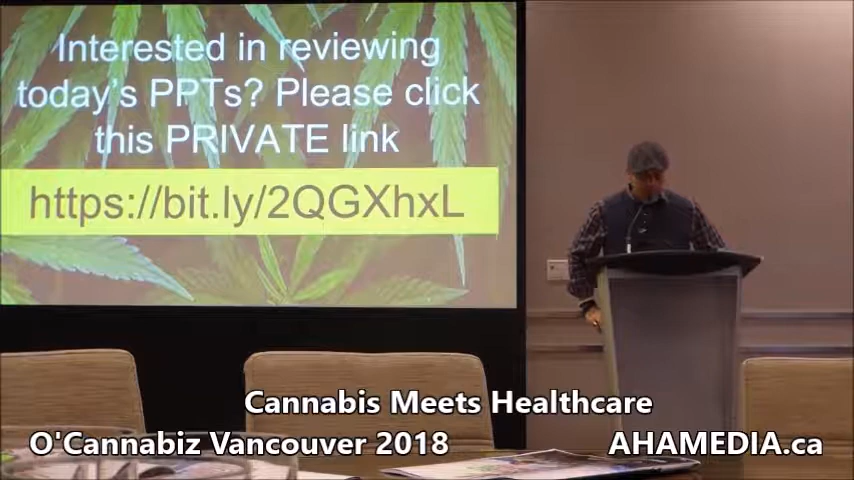 Interested in reviewing
today's PPTs? Please click
this PRIVATE link
https://bit.ly/2QGXhxL
Cannabis Meets Healthcare
O'Cannabiz Vancouver 2018
AHAMEDIA.ca